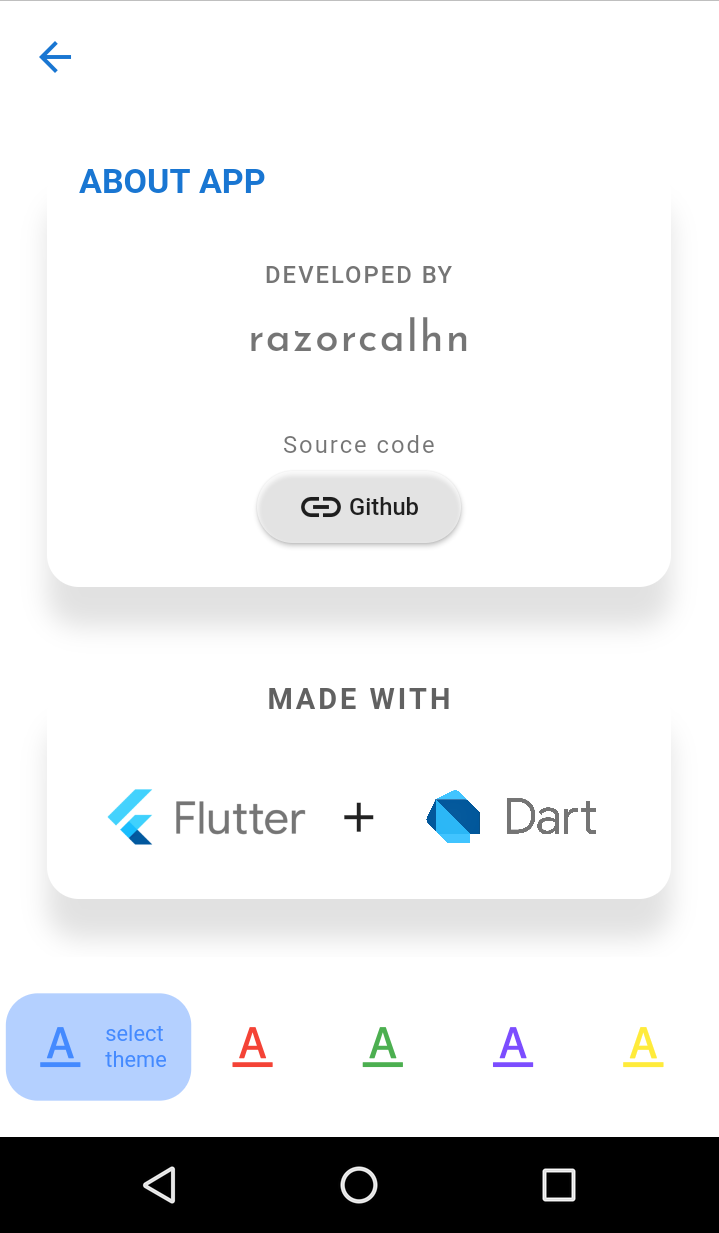 ABOUT APP
DEVELOPED BY
razorcalhn
Source code
Github
MADE WITH
Flutter + Dart
A select theme A A A A